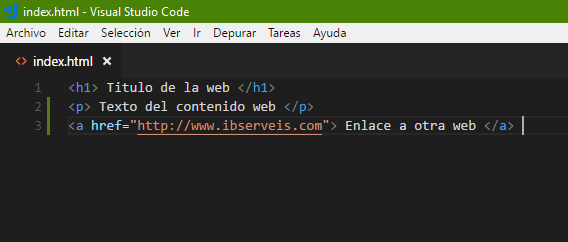 index.html - Visual Studio Code
Archivo Editar Selección Ver Ir Depurar Tareas Ayuda
<> index.html ×
1 <h1> Titulo de la web </h1>
2 <p> Texto del contenido web </p>
3 <a href="http://www.ibserveis.com"> Enlace a otra web </a>